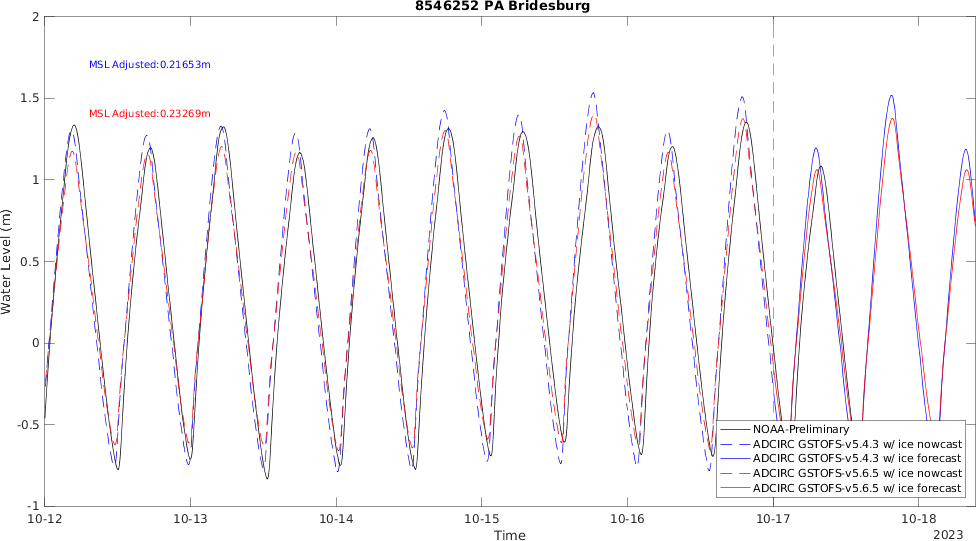 8546252 PA Bridesburg
MSL Adjusted:0.21653m
MSL Adjusted:0.23269m
Water Level (m)
2
1.5
1
0.5
0
-0.5
-1
NOAA-Preliminary
ADCIRC GSTOFS-v5.4.3 w/ ice nowcast
ADCIRC GSTOFS-v5.4.3 w/ ice forecast
ADCIRC GSTOFS-v5.6.5 w/ ice nowcast
ADCIRC GSTOFS-v5.6.5 w/ ice forecast
10-12 10-13 10-14 10-15 10-16 10-17 10-18
Time
2023